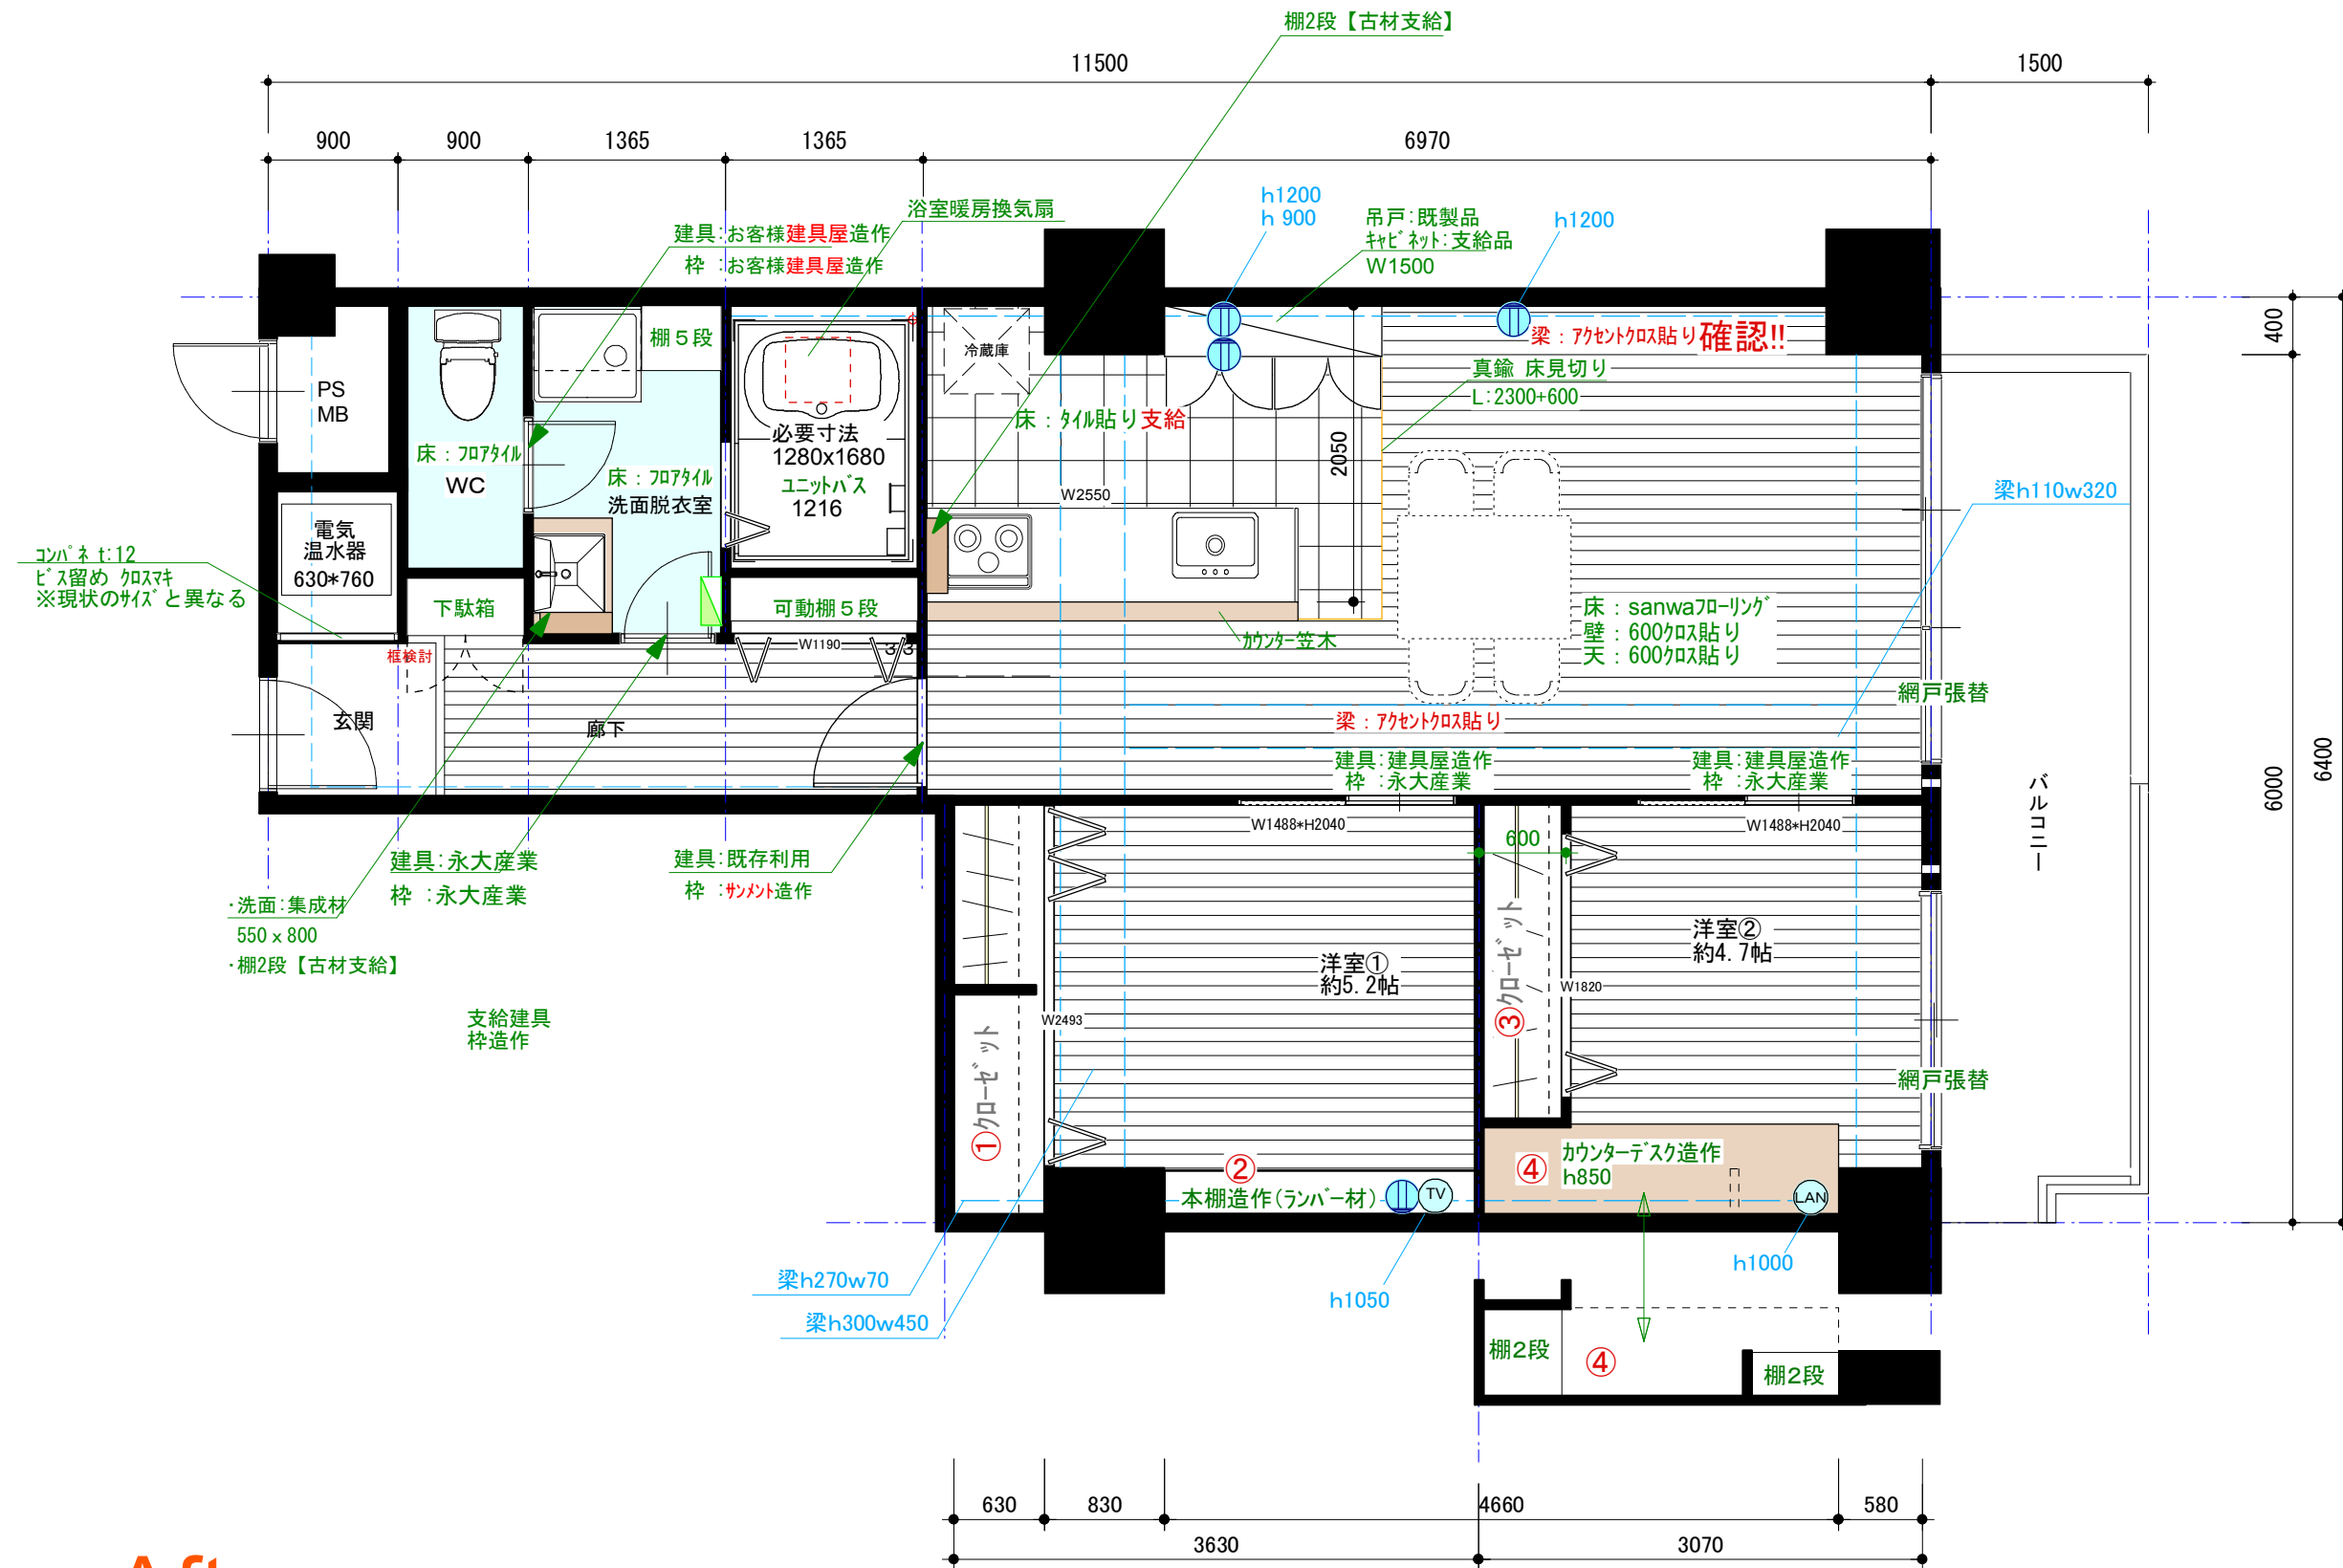 棚2段【古材支給】
11500
1500
900
900
1365
1365
6970
浴室暖房換気扇
h1200
h 900
吊戸:既製品
ｷｬﾋﾞﾈｯﾄ:支給品
W1500
h1200
建具:お客様建具屋造作
枠 :お客様建具屋造作
棚５段
冷蔵庫
梁：ｱｸｾﾝﾄｸﾛｽ貼り確認!!
400
真鍮 床見切り
L:2300+600
PS
MB
床：ﾀｲﾙ貼り支給
必要寸法
1280x1680
ﾕﾆｯﾄﾊﾞｽ
1216
2050
床：ﾌﾛｱﾀｲﾙ
WC
床：ﾌﾛｱﾀｲﾙ
洗面脱衣室
W2550
梁h110w320
電気
温水器
630*760
ｺﾝﾊﾟﾈ t:12
ﾋﾞｽ留め ｸﾛｽﾏｷ
※現状のｻｲｽﾞと異なる
下駄箱
可動棚５段
床：sanwaﾌﾛｰﾘﾝｸﾞ
壁：600ｸﾛｽ貼り
天：600ｸﾛｽ貼り
ｶｳﾝﾀｰ笠木
W1190
33
框検討
網戸張替
玄関
廊下
梁：ｱｸｾﾝﾄｸﾛｽ貼り
建具:建具屋造作
枠 :永大産業
建具:建具屋造作
枠 :永大産業
6000
6400
バルコニー
W1488*H2040
W1488*H2040
600
建具:永大産業
枠 :永大産業
建具:既存利用
枠 :ｻﾝﾒﾝﾄ造作
･洗面:集成材
550ｘ800
･棚2段【古材支給】
洋室①
約5.2帖
洋室②
約4.7帖
③ｸﾛｰｾﾞｯﾄ
W1820
支給建具
枠造作
W2493
①ｸﾛｰｾﾞｯﾄ
網戸張替
②
本棚造作(ﾗﾝﾊﾞｰ材)
TV
④
ｶｳﾝﾀｰﾃﾞｽｸ造作
h850
LAN
梁h270w70
h1050
h1000
梁h300w450
棚２段
④
棚２段
630
830
4660
580
3630
3070